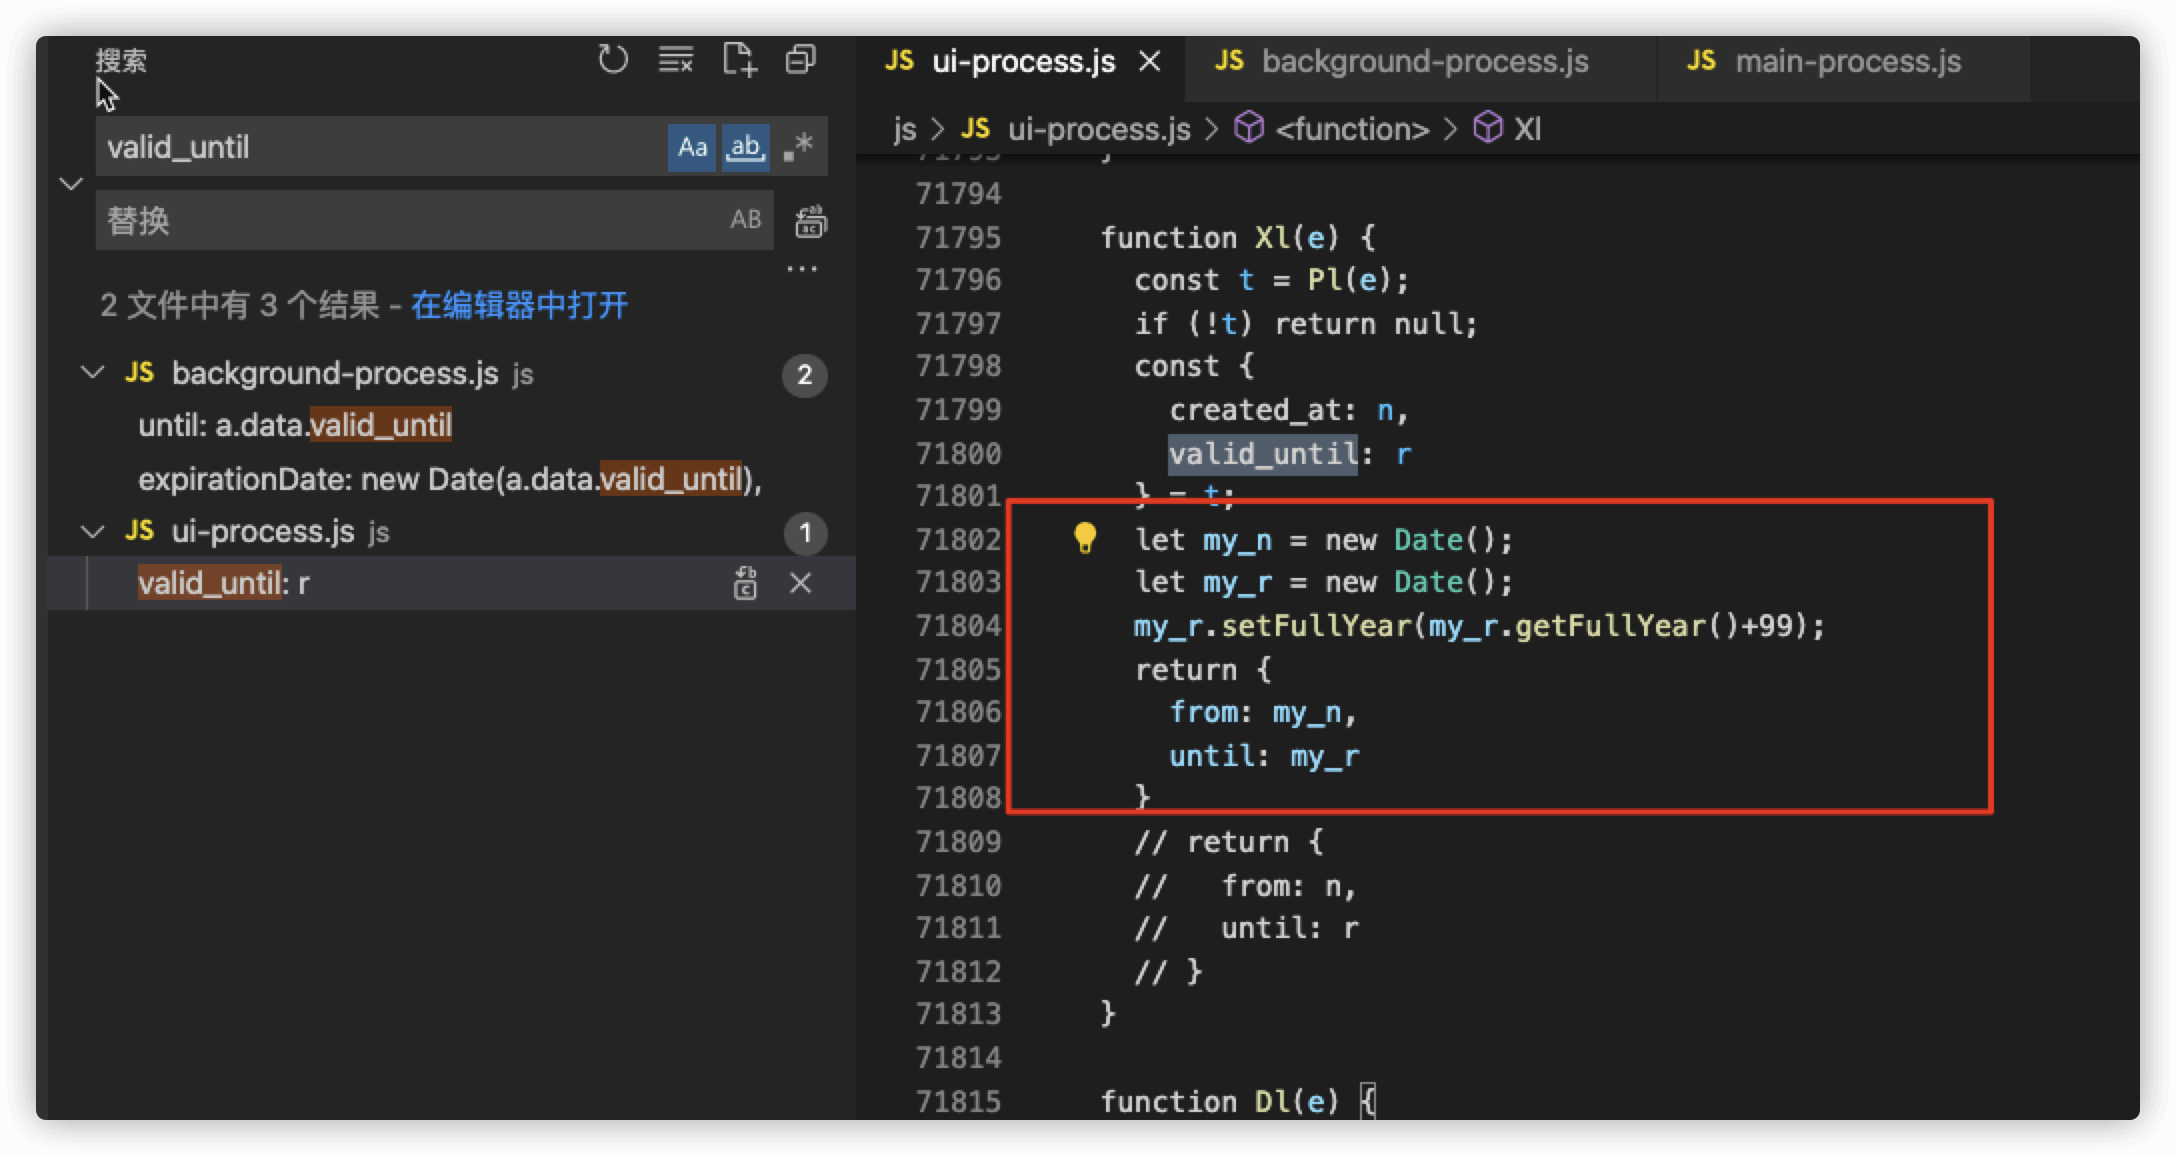 搜索
valid_until
Aa
ab
.*
替换
AB
...
2 文件中有 3 个结果 - 在编辑器中打开
JS background-process.js js 2
until: a.data.valid_until
expirationDate: new Date(a.data.valid_until),
JS ui-process.js js 1
valid_until: r
JS ui-process.js
JS background-process.js
JS main-process.js
js > JS ui-process.js > <function> > Xl
71794
71795 function Xl(e) {
71796 const t = Pl(e);
71797 if (!t) return null;
71798 const {
71799 created_at: n,
71800 valid_until: r
71801 } = t;
71802 let my_n = new Date();
71803 let my_r = new Date();
71804 my_r.setFullYear(my_r.getFullYear()+99);
71805 return {
71806 from: my_n,
71807 until: my_r
71808 }
71809 // return {
71810 //   from: n,
71811 //   until: r
71812 // }
71813 }
71814
71815 function Dl(e) {